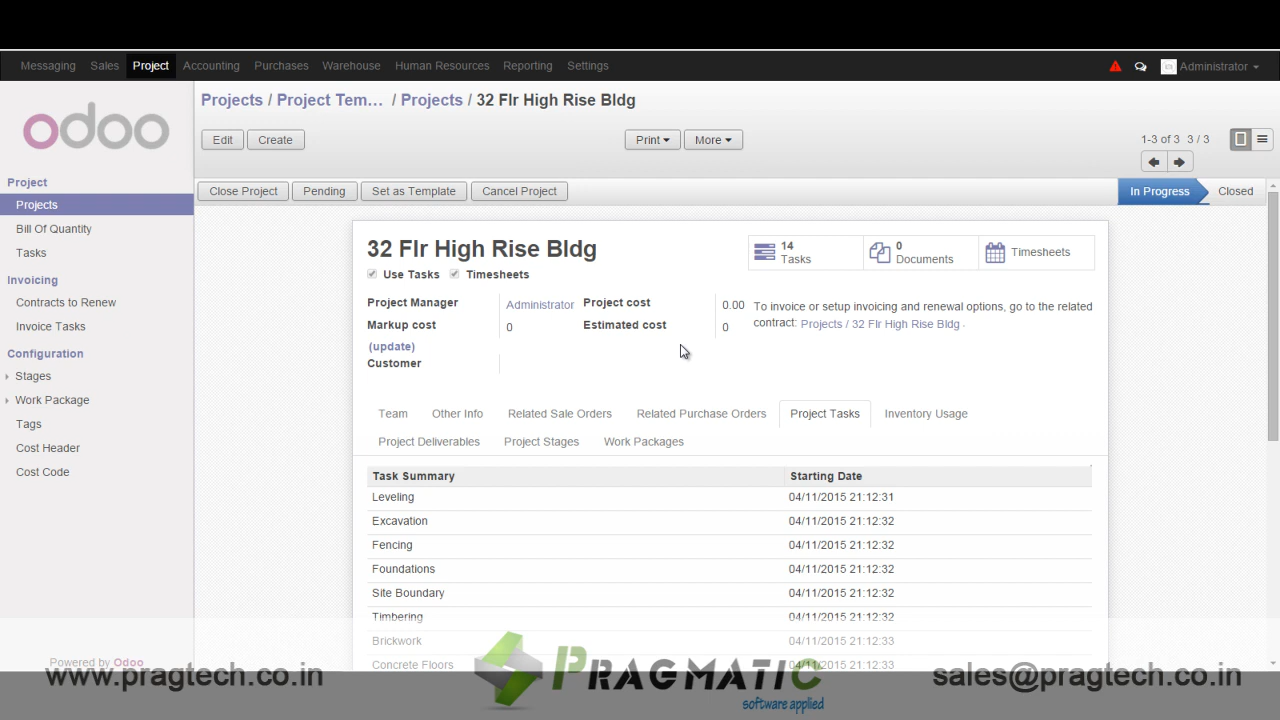 Messaging Sales Project Accounting Purchases Warehouse Human Resources Reporting Settings Administrator
odoo
Projects / Project Tem... / Projects / 32 Flr High Rise Bldg
Edit Create Print More 1-3 of 3 3 / 3
Close Project Pending Set as Template Cancel Project In Progress Closed
Project
Projects
Bill Of Quantity
Tasks
Invoicing
Contracts to Renew
Invoice Tasks
Configuration
Stages
Work Package
Tags
Cost Header
Cost Code
Powered by Odoo
32 Flr High Rise Bldg
14 Tasks
0 Documents
Timesheets
Use Tasks Timesheets
Project Manager Administrator Project cost 0.00 To invoice or setup invoicing and renewal options, go to the related
Markup cost 0 Estimated cost 0 contract: Projects / 32 Flr High Rise Bldg .
(update)
Customer
Team Other Info Related Sale Orders Related Purchase Orders Project Tasks Inventory Usage
Project Deliverables Project Stages Work Packages
Task Summary Starting Date
Leveling 04/11/2015 21:12:31
Excavation 04/11/2015 21:12:32
Fencing 04/11/2015 21:12:32
Foundations 04/11/2015 21:12:32
Site Boundary 04/11/2015 21:12:32
Timbering 04/11/2015 21:12:32
Brickwork 04/11/2015 21:12:33
Concrete Floors 04/11/2015 21:12:33
www.pragtech.co.in PRAGMATIC sales@pragtech.co.in
software applied